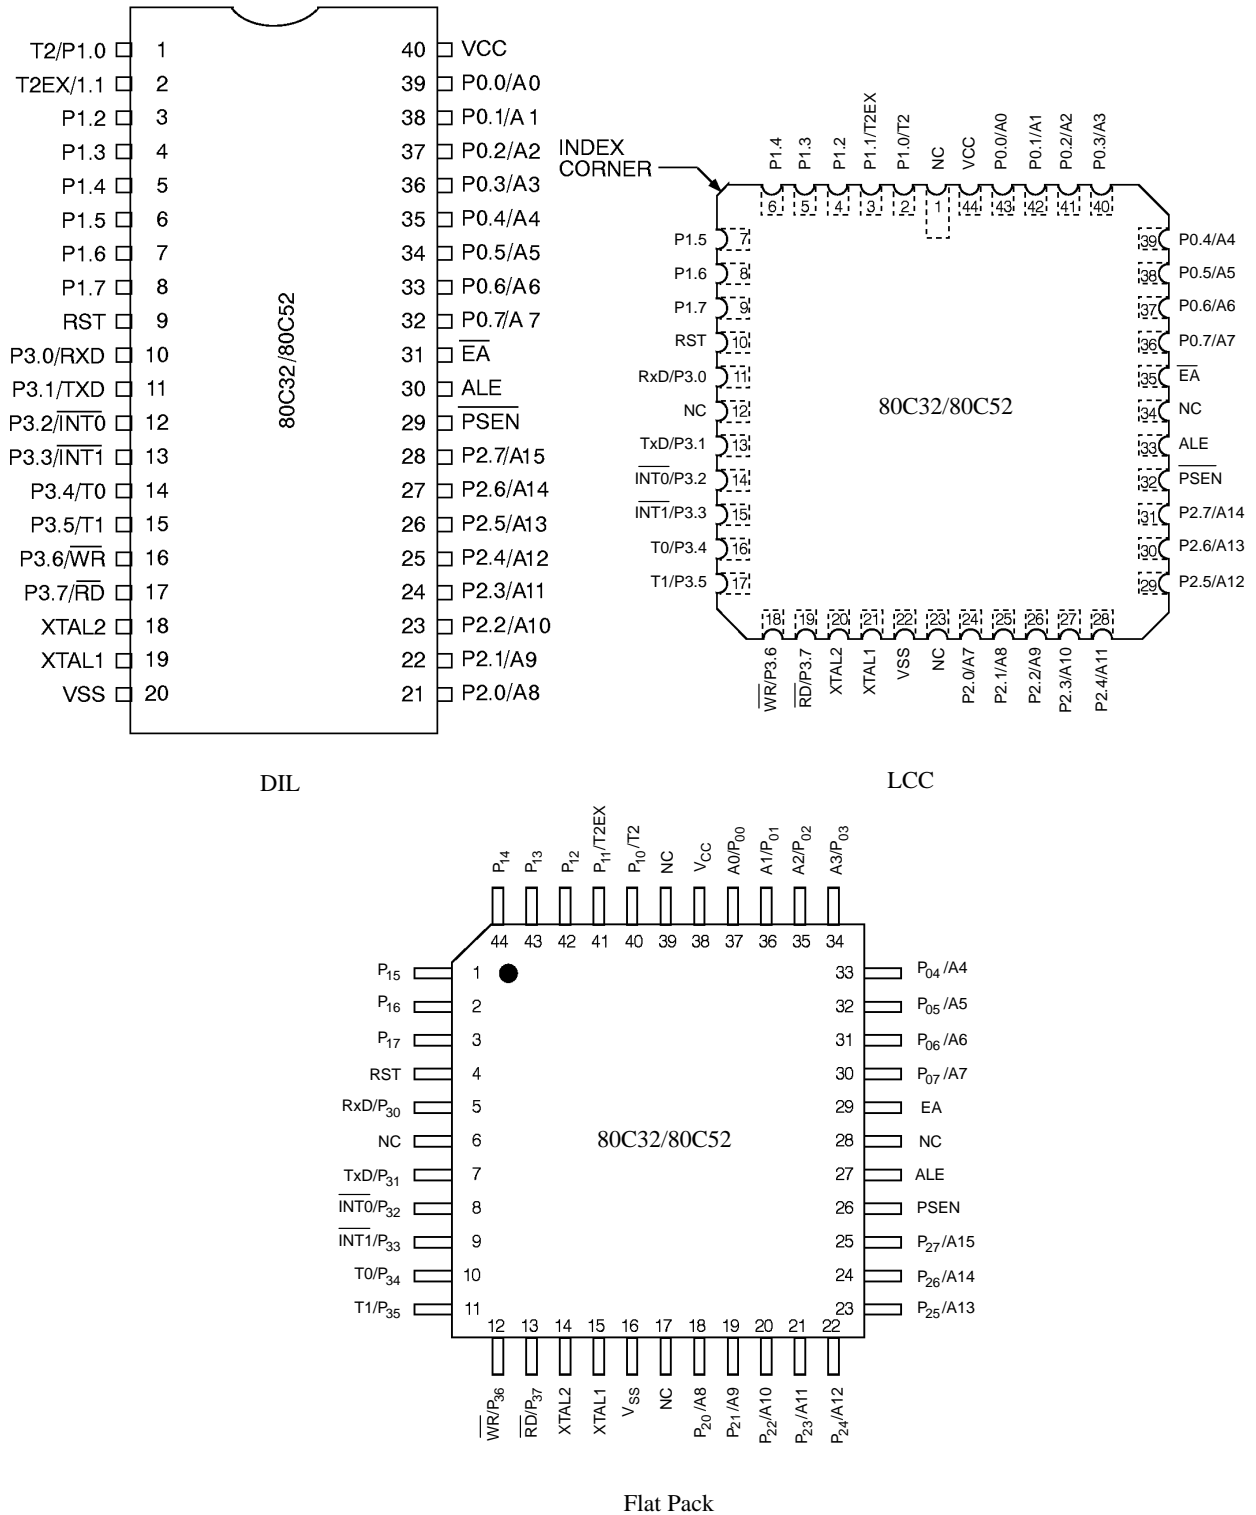 T2/P1.0 1 40 VCC
T2EX/1.1 2 39 P0.0/A0
P1.2 3 38 P0.1/A1
P1.3 4 37 P0.2/A2
P1.4 5 36 P0.3/A3
P1.5 6 35 P0.4/A4
P1.6 7 34 P0.5/A5
P1.7 8 33 P0.6/A6
RST 9 32 P0.7/A7
P3.0/RXD 10 31 EA
P3.1/TXD 11 30 ALE
P3.2/INT0 12 29 PSEN
P3.3/INT1 13 28 P2.7/A15
P3.4/T0 14 27 P2.6/A14
P3.5/T1 15 26 P2.5/A13
P3.6/WR 16 25 P2.4/A12
P3.7/RD 17 24 P2.3/A11
XTAL2 18 23 P2.2/A10
XTAL1 19 22 P2.1/A9
VSS 20 21 P2.0/A8
80C32/80C52
DIL
INDEX
CORNER
P1.4 P1.3 P1.2 P1.1/T2EX P1.0/T2 NC VCC P0.0/A0 P0.1/A1 P0.2/A2 P0.3/A3
6 5 4 3 2 1 44 43 42 41 40
P1.5 7 39 P0.4/A4
P1.6 8 38 P0.5/A5
P1.7 9 37 P0.6/A6
RST 10 36 P0.7/A7
RxD/P3.0 11 35 EA
NC 12 34 NC
80C32/80C52
TxD/P3.1 13 33 ALE
INT0/P3.2 14 32 PSEN
INT1/P3.3 15 31 P2.7/A14
T0/P3.4 16 30 P2.6/A13
T1/P3.5 17 29 P2.5/A12
18 19 20 21 22 23 24 25 26 27 28
WR/P3.6 RD/P3.7 XTAL2 XTAL1 VSS NC P2.0/A7 P2.1/A8 P2.2/A9 P2.3/A10 P2.4/A11
LCC
P14 P13 P12 P11/T2EX P10/T2 NC VCC A0/P00 A1/P01 A2/P02 A3/P03
44 43 42 41 40 39 38 37 36 35 34
P15 1 33 P04/A4
P16 2 32 P05/A5
P17 3 31 P06/A6
RST 4 30 P07/A7
RxD/P30 5 29 EA
NC 6 28 NC
80C32/80C52
TxD/P31 7 27 ALE
INT0/P32 8 26 PSEN
INT1/P33 9 25 P27/A15
T0/P34 10 24 P26/A14
T1/P35 11 23 P25/A13
12 13 14 15 16 17 18 19 20 21 22
WR/P36 RD/P37 XTAL2 XTAL1 VSS NC P20/A8 P21/A9 P22/A10 P23/A11 P24/A12
Flat Pack